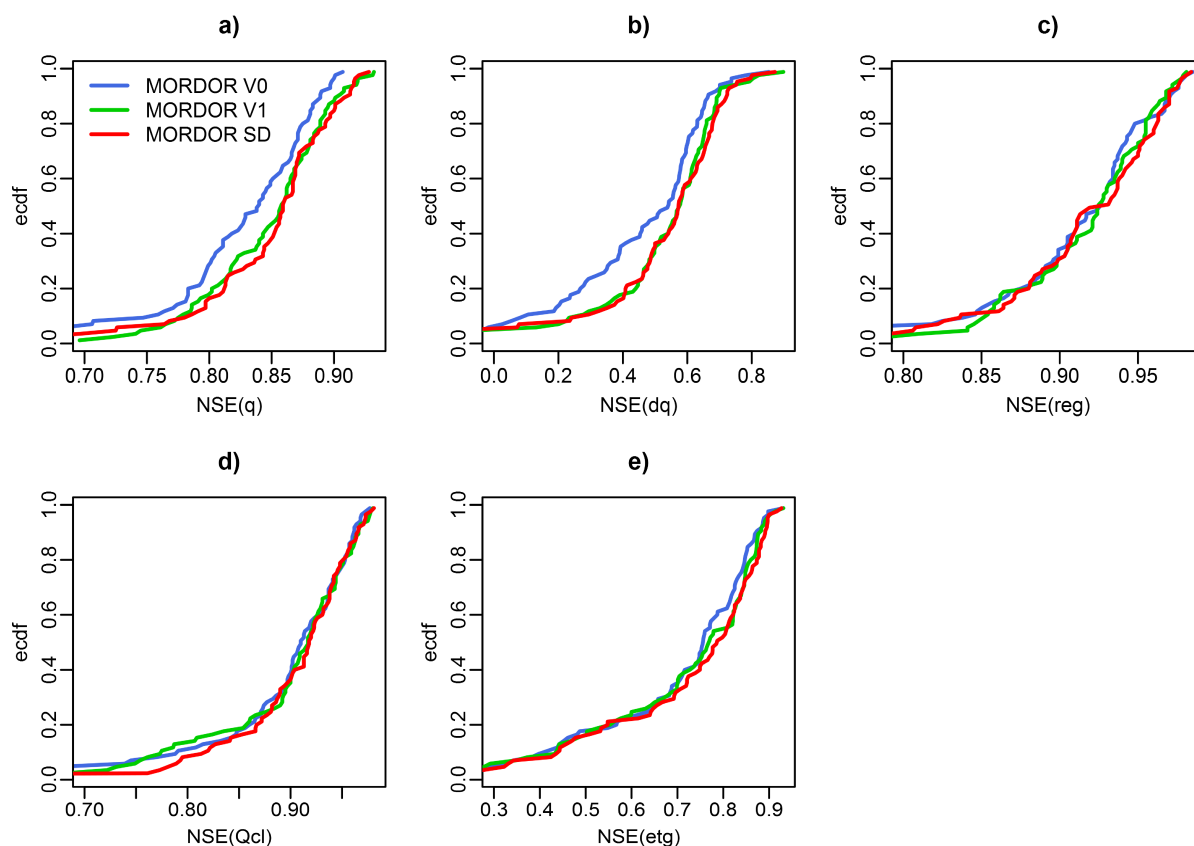 a)
b)
c)
MORDOR V0
MORDOR V1
MORDOR SD
ecdf
0.0 0.2 0.4 0.6 0.8 1.0
0.70 0.75 0.80 0.85 0.90
NSE(q)
ecdf
0.0 0.2 0.4 0.6 0.8 1.0
0.0 0.2 0.4 0.6 0.8
NSE(dq)
ecdf
0.0 0.2 0.4 0.6 0.8 1.0
0.80 0.85 0.90 0.95
NSE(reg)
d)
e)
ecdf
0.0 0.2 0.4 0.6 0.8 1.0
0.70 0.80 0.90
NSE(Qcl)
ecdf
0.0 0.2 0.4 0.6 0.8 1.0
0.3 0.4 0.5 0.6 0.7 0.8 0.9
NSE(etg)